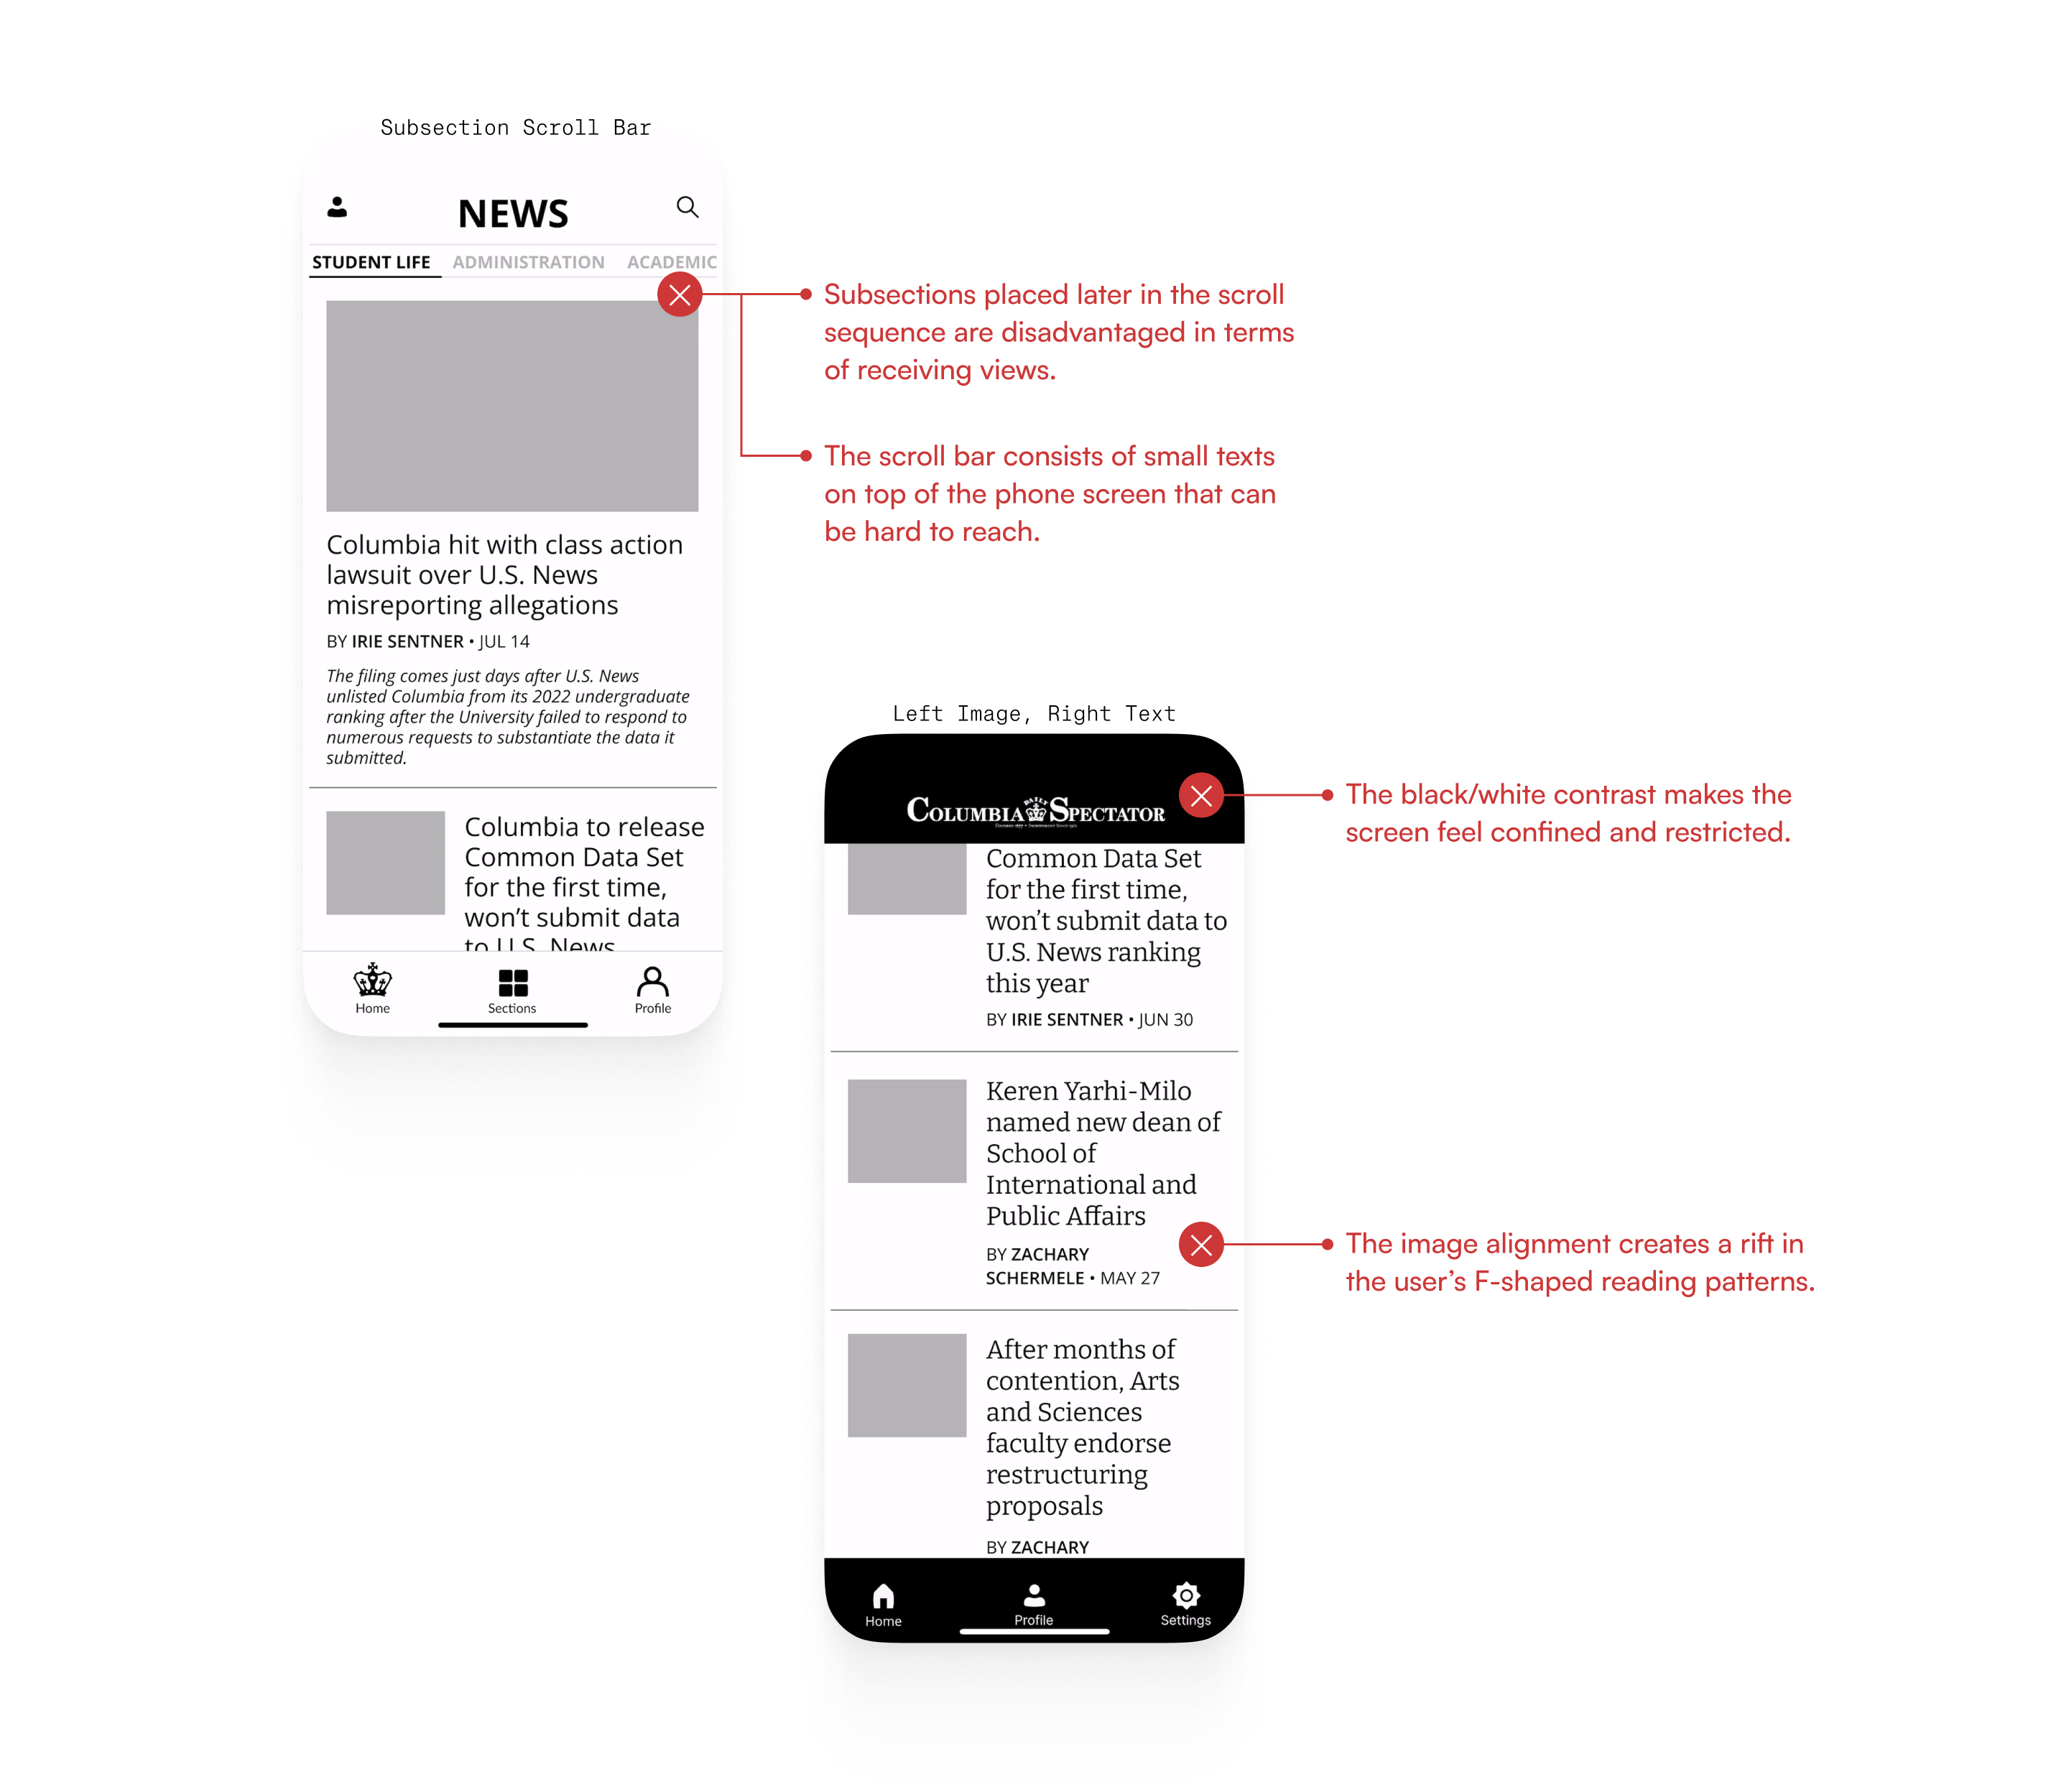 Subsection Scroll Bar
NEWS
STUDENT LIFE ADMINISTRATION ACADEMIC
Subsections placed later in the scroll
sequence are disadvantaged in terms
of receiving views.
The scroll bar consists of small texts
on top of the phone screen that can
be hard to reach.
Columbia hit with class action
lawsuit over U.S. News
misreporting allegations
BY IRIE SENTNER • JUL 14
The filing comes just days after U.S. News
unlisted Columbia from its 2022 undergraduate
ranking after the University failed to respond to
numerous requests to substantiate the data it
submitted.
Columbia to release
Common Data Set
for the first time,
won’t submit data
to U.S. News
Home
Sections
Profile
Left Image, Right Text
COLUMBIA DAILY SPECTATOR
The black/white contrast makes the
screen feel confined and restricted.
Common Data Set
for the first time,
won’t submit data to
U.S. News ranking
this year
BY IRIE SENTNER • JUN 30
Keren Yarhi-Milo
named new dean of
School of
International and
Public Affairs
BY ZACHARY
SCHERMELE • MAY 27
The image alignment creates a rift in
the user’s F-shaped reading patterns.
After months of
contention, Arts
and Sciences
faculty endorse
restructuring
proposals
BY ZACHARY
Home
Profile
Settings